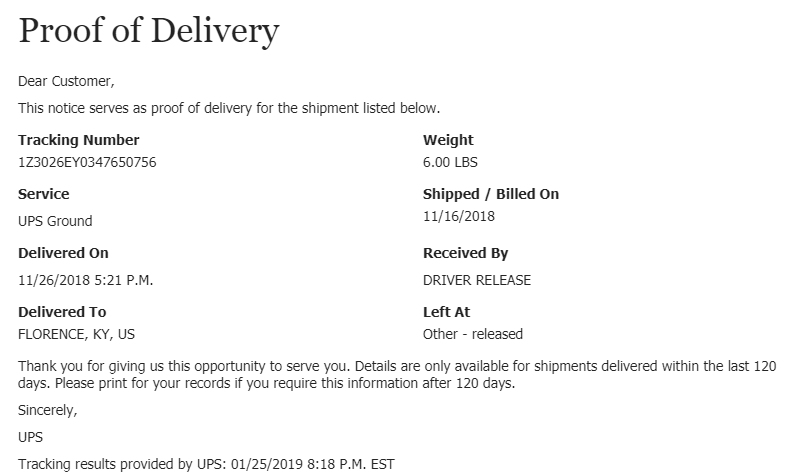 Proof of Delivery
Dear Customer,
This notice serves as proof of delivery for the shipment listed below.
Tracking Number
1Z3026EY0347650756
Weight
6.00 LBS
Service
UPS Ground
Shipped / Billed On
11/16/2018
Delivered On
11/26/2018 5:21 P.M.
Received By
DRIVER RELEASE
Delivered To
FLORENCE, KY, US
Left At
Other - released
Thank you for giving us this opportunity to serve you. Details are only available for shipments delivered within the last 120
days. Please print for your records if you require this information after 120 days.
Sincerely,
UPS
Tracking results provided by UPS: 01/25/2019 8:18 P.M. EST